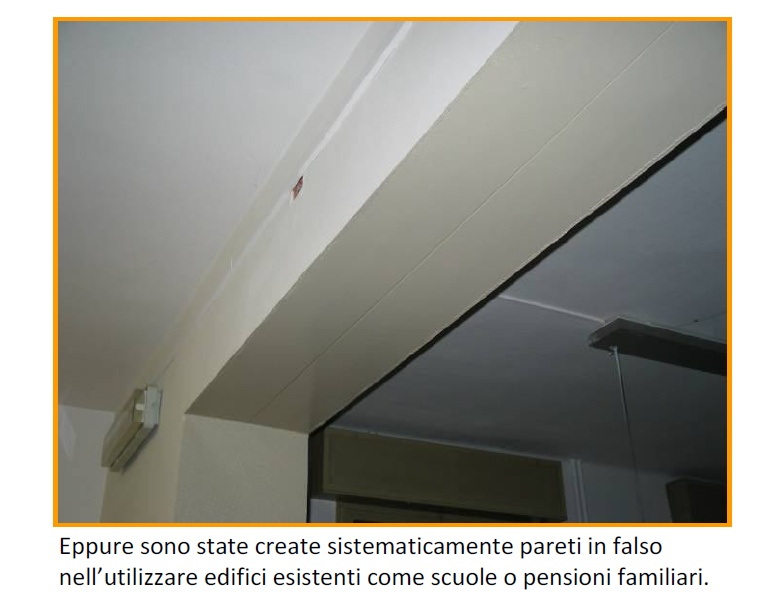 Eppure sono state create sistematicamente pareti in falso
nell’utilizzare edifici esistenti come scuole o pensioni familiari.